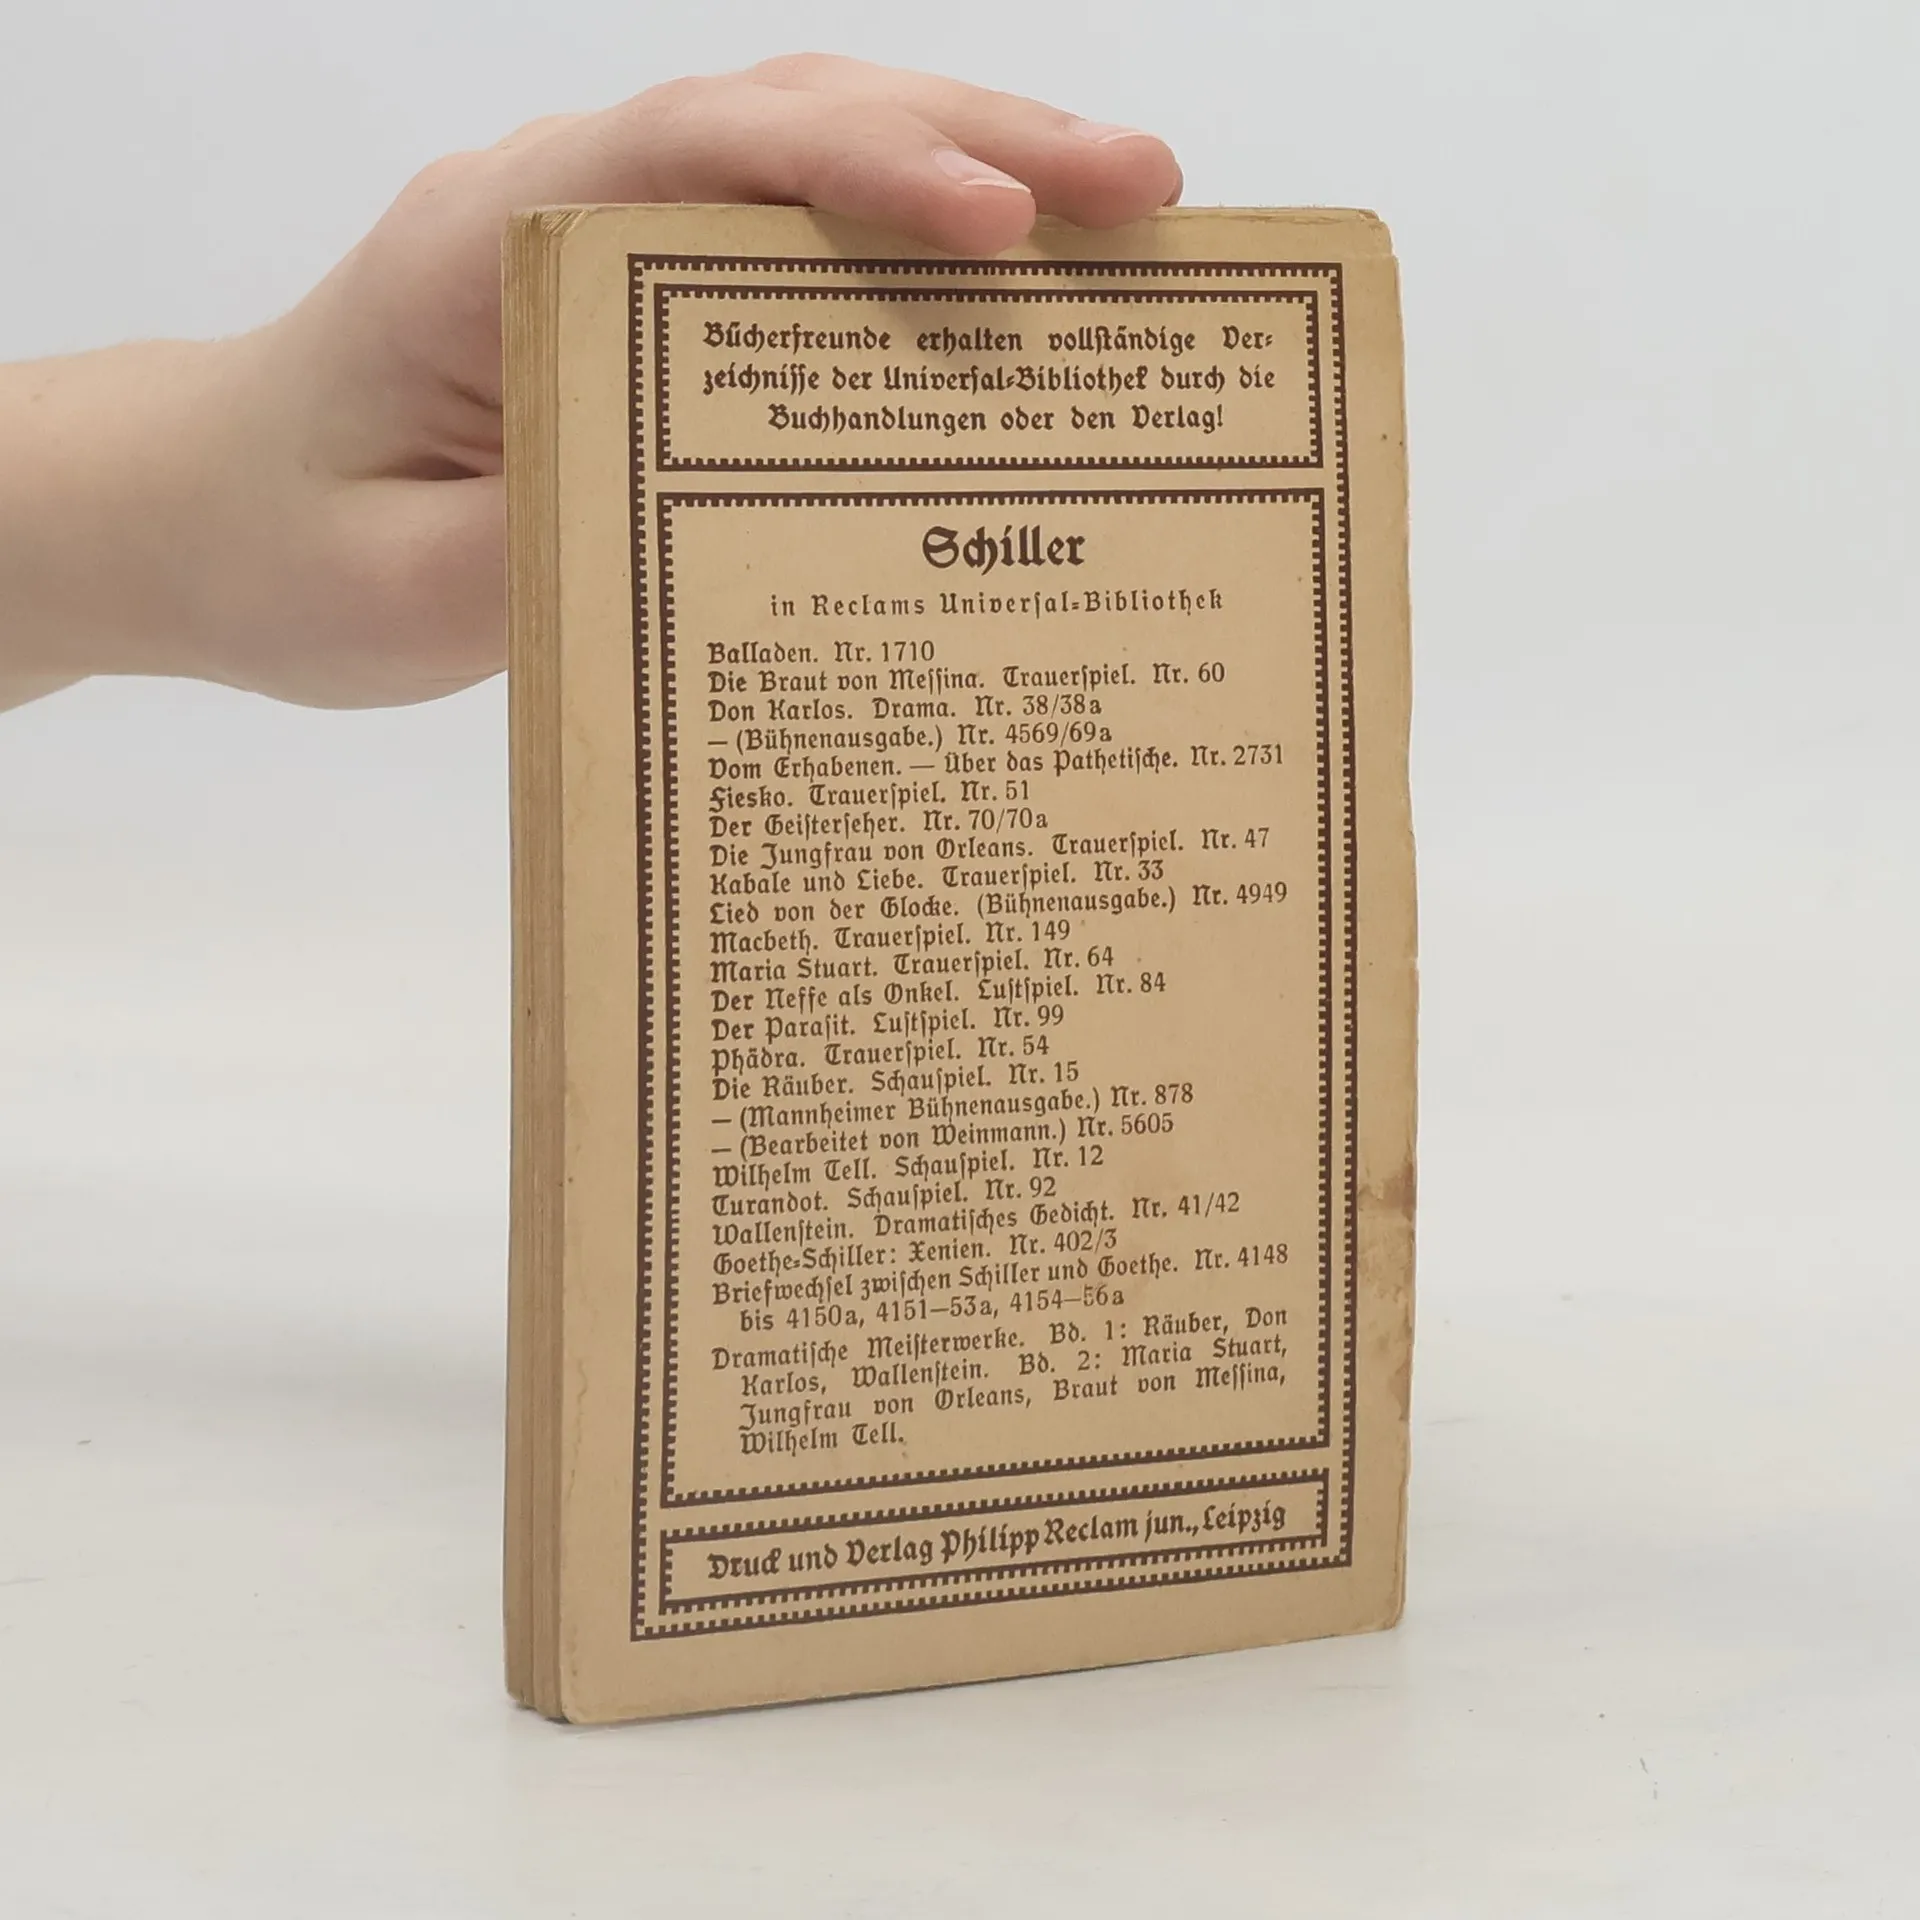 Bücherfreunde erhalten vollſtändige Ver⸗
zeichniſſe der Univerſal⸗Bibliothek durch die
Buchhandlungen oder den Verlag!
Schiller
in Reclams Univerſal⸗Bibliothek
Balladen. Nr. 1710
Die Braut von Meſſina. Trauerſpiel. Nr. 60
Don Karlos. Drama. Nr. 38/38a
— (Bühnenausgabe.) Nr. 4569/69a
Vom Erhabenen. — Über das Pathetiſche. Nr. 2731
Fiesko. Trauerſpiel. Nr. 51
Der Geiſterſeher. Nr. 70/70a
Die Jungfrau von Orleans. Trauerſpiel. Nr. 47
Kabale und Liebe. Trauerſpiel. Nr. 33
Lied von der Glocke. (Bühnenausgabe.) Nr. 4949
Macbeth. Trauerſpiel. Nr. 149
Maria Stuart. Trauerſpiel. Nr. 64
Der Neffe als Onkel. Luſtſpiel. Nr. 84
Der Paraſit. Luſtſpiel. Nr. 99
Phädra. Trauerſpiel. Nr. 54
Die Räuber. Schauſpiel. Nr. 15
— (Mannheimer Bühnenausgabe.) Nr. 878
— (Bearbeitet von Weinmann.) Nr. 5605
Wilhelm Tell. Schauſpiel. Nr. 12
Turandot. Schauſpiel. Nr. 92
Wallenſtein. Dramatiſches Gedicht. Nr. 41/42
Goethe⸗Schiller: Xenien. Nr. 402/3
Briefwechſel zwiſchen Schiller und Goethe. Nr. 4148
bis 4150a, 4151—53a, 4154—56a
Dramatiſche Meiſterwerke. Bd. 1: Räuber, Don
Karlos, Wallenſtein. Bd. 2: Maria Stuart,
Jungfrau von Orleans, Braut von Meſſina,
Wilhelm Tell.
Druck und Verlag Philipp Reclam jun., Leipzig